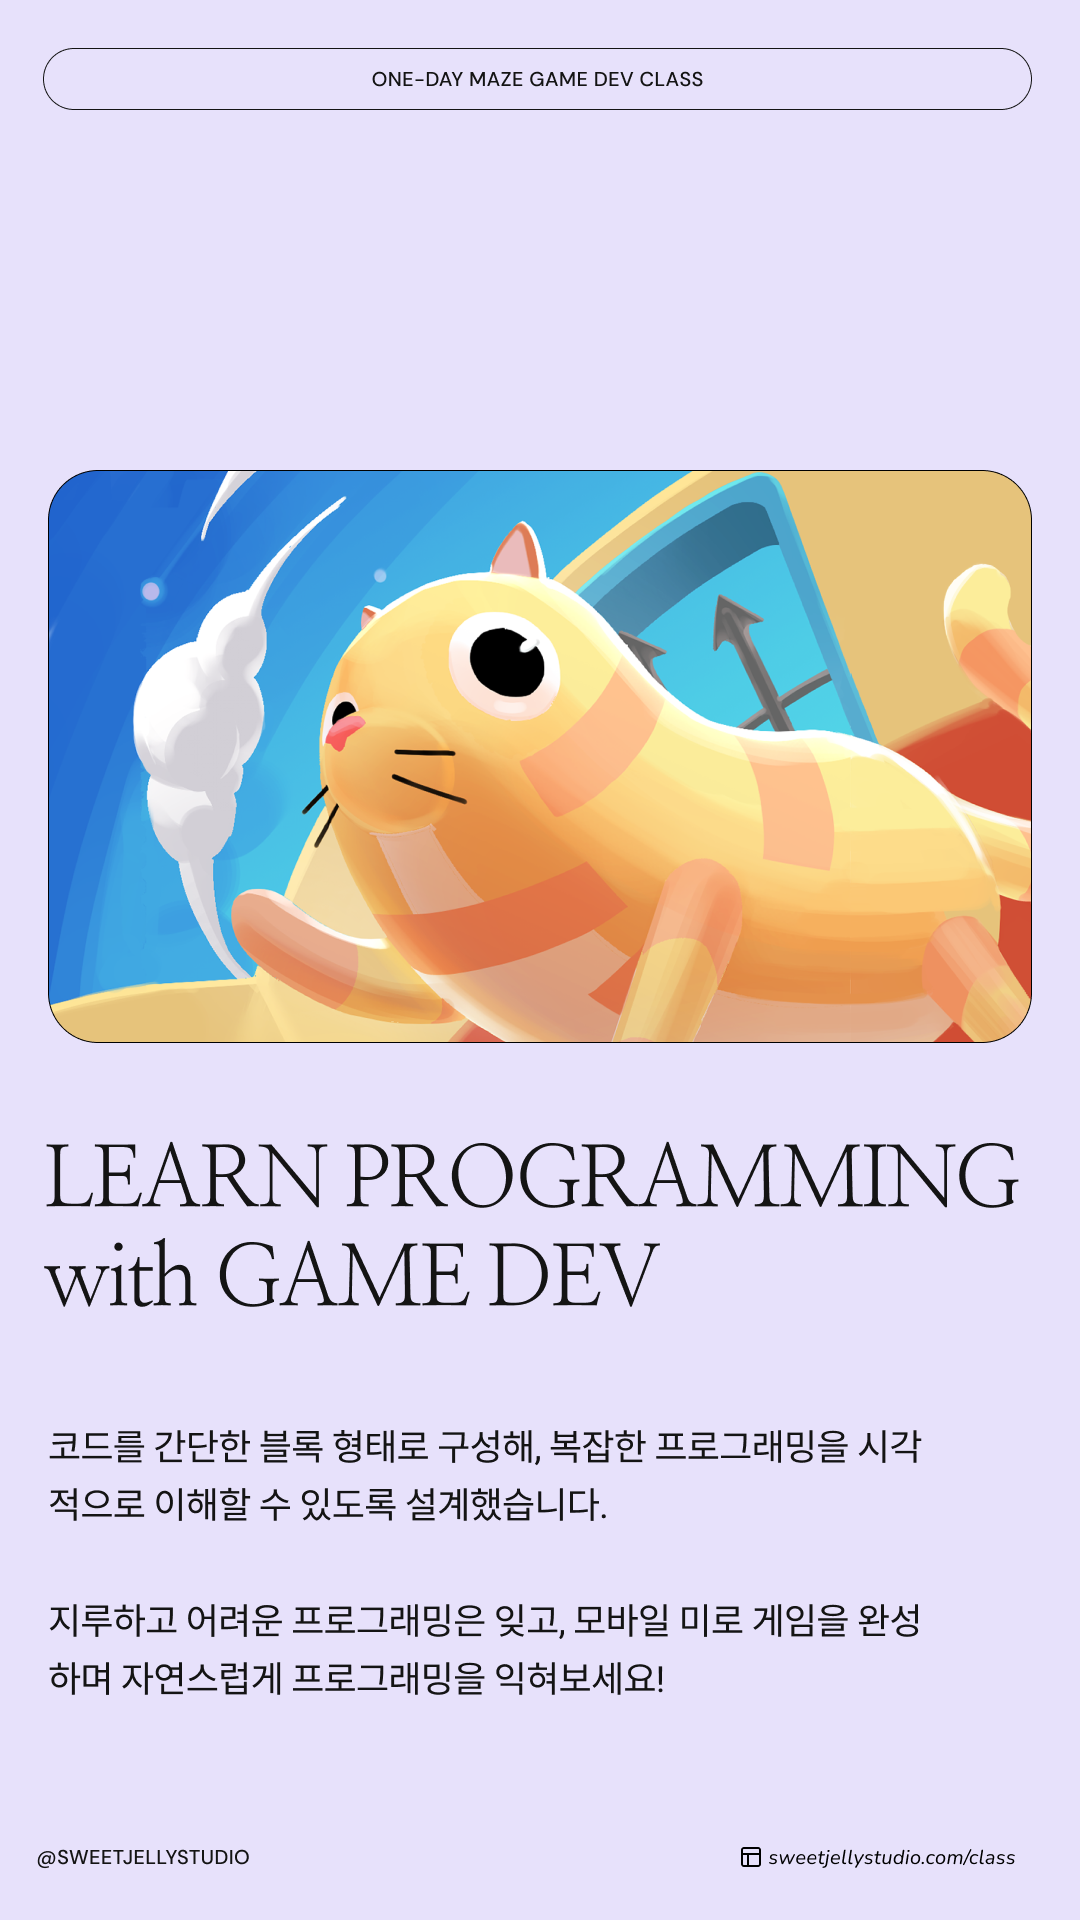 ONE-DAY MAZE GAME DEV CLASS
LEARN PROGRAMMING
with GAME DEV
코드를 간단한 블록 형태로 구성해, 복잡한 프로그래밍을 시각
적으로 이해할 수 있도록 설계했습니다.
지루하고 어려운 프로그래밍은 잊고, 모바일 미로 게임을 완성
하며 자연스럽게 프로그래밍을 익혀보세요!
@SWEETJELLYSTUDIO
sweetjellystudio.com/class